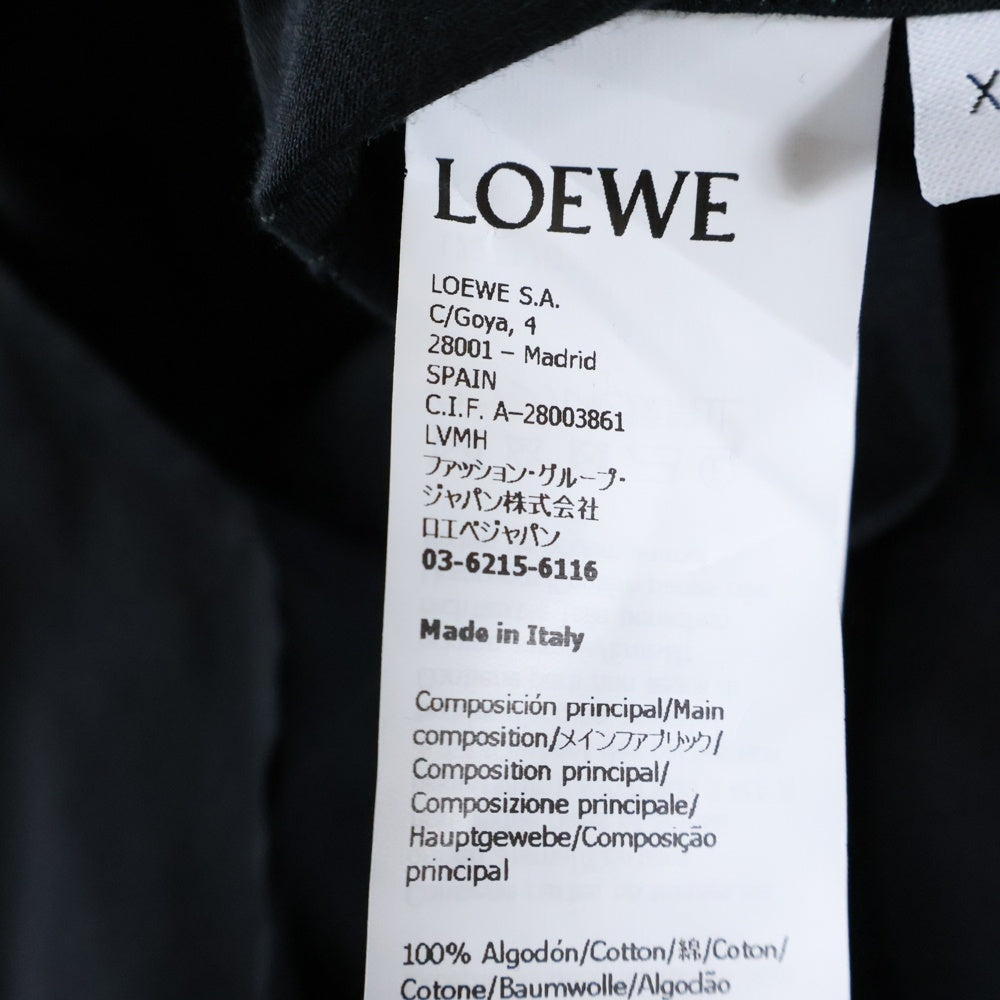 LOEWE
X
LOEWE S.A.
C/Goya, 4
28001 – Madrid
SPAIN
C.I.F. A–28003861
LVMH
ファッション・グループ・
ジャパン株式会社
ロエベジャパン
03-6215-6116
Made in Italy
Composición principal/Main
composition/メインファブリック/
Composition principal/
Composizione principale/
Hauptgewebe/Composição
principal
100% Algodón/Cotton/綿/Coton/
Cotone/Baumwolle/Algodão